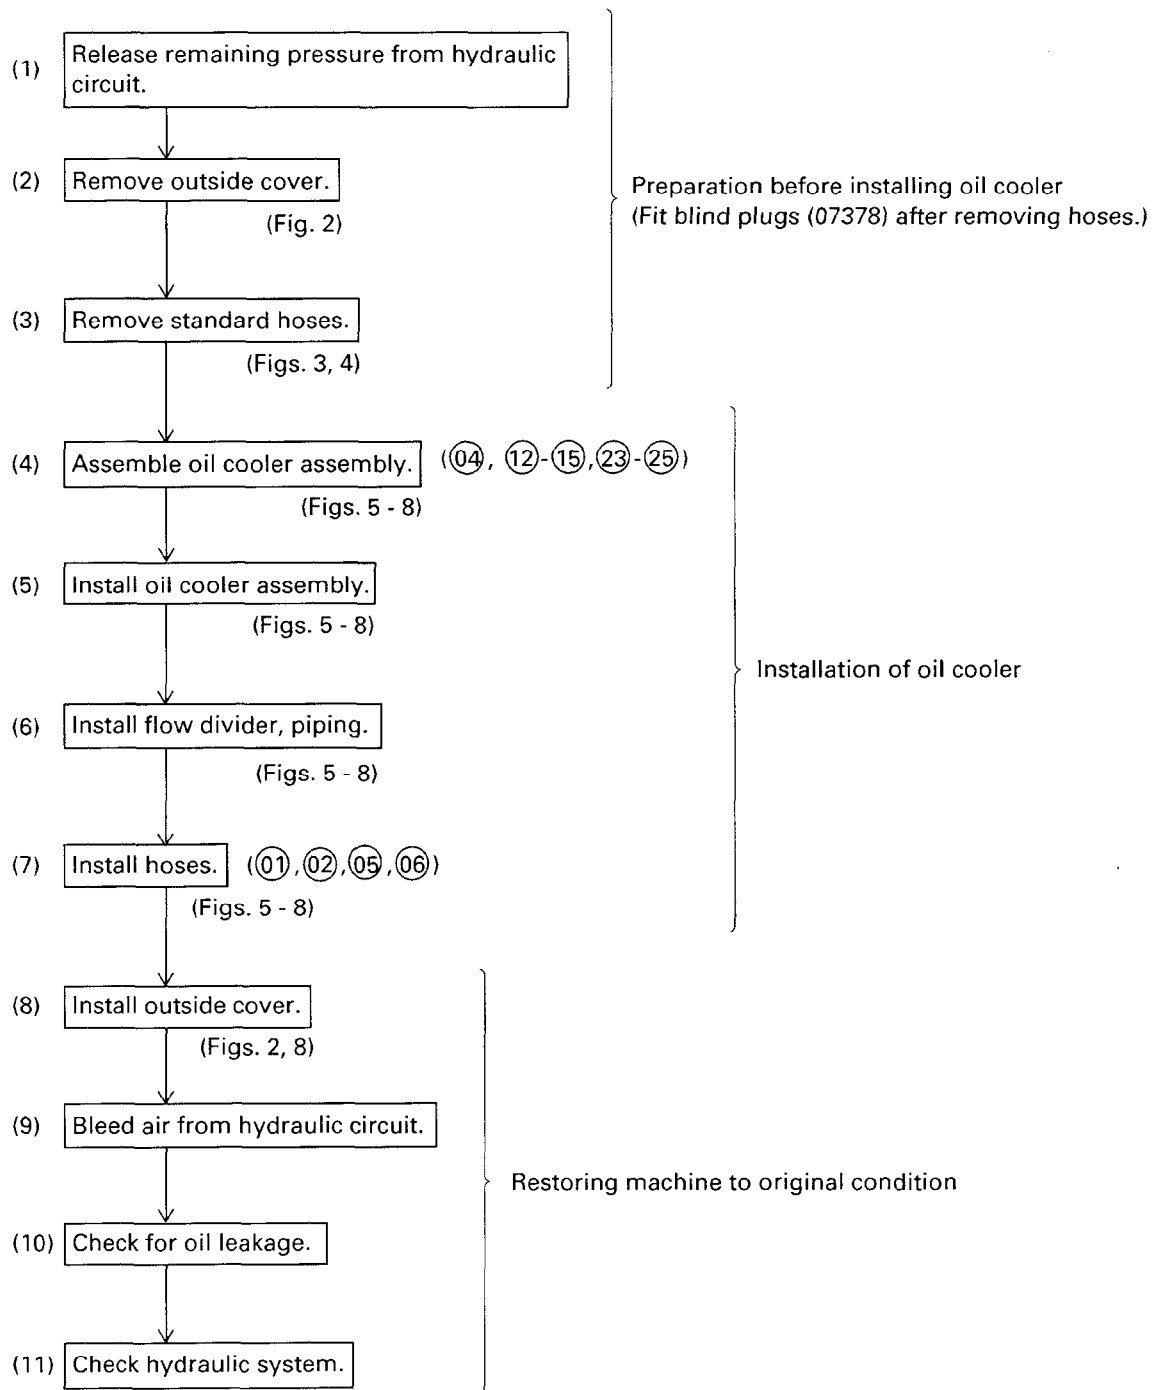 (1) Release remaining pressure from hydraulic
circuit.
(2) Remove outside cover.
(Fig. 2)
Preparation before installing oil cooler
(Fit blind plugs (07378) after removing hoses.)
(3) Remove standard hoses.
(Figs. 3, 4)
(4) Assemble oil cooler assembly. (04, 12-15, 23-25)
(Figs. 5 - 8)
(5) Install oil cooler assembly.
(Figs. 5 - 8)
Installation of oil cooler
(6) Install flow divider, piping.
(Figs. 5 - 8)
(7) Install hoses. (01, 02, 05, 06)
(Figs. 5 - 8)
(8) Install outside cover.
(Figs. 2, 8)
(9) Bleed air from hydraulic circuit.
Restoring machine to original condition
(10) Check for oil leakage.
(11) Check hydraulic system.